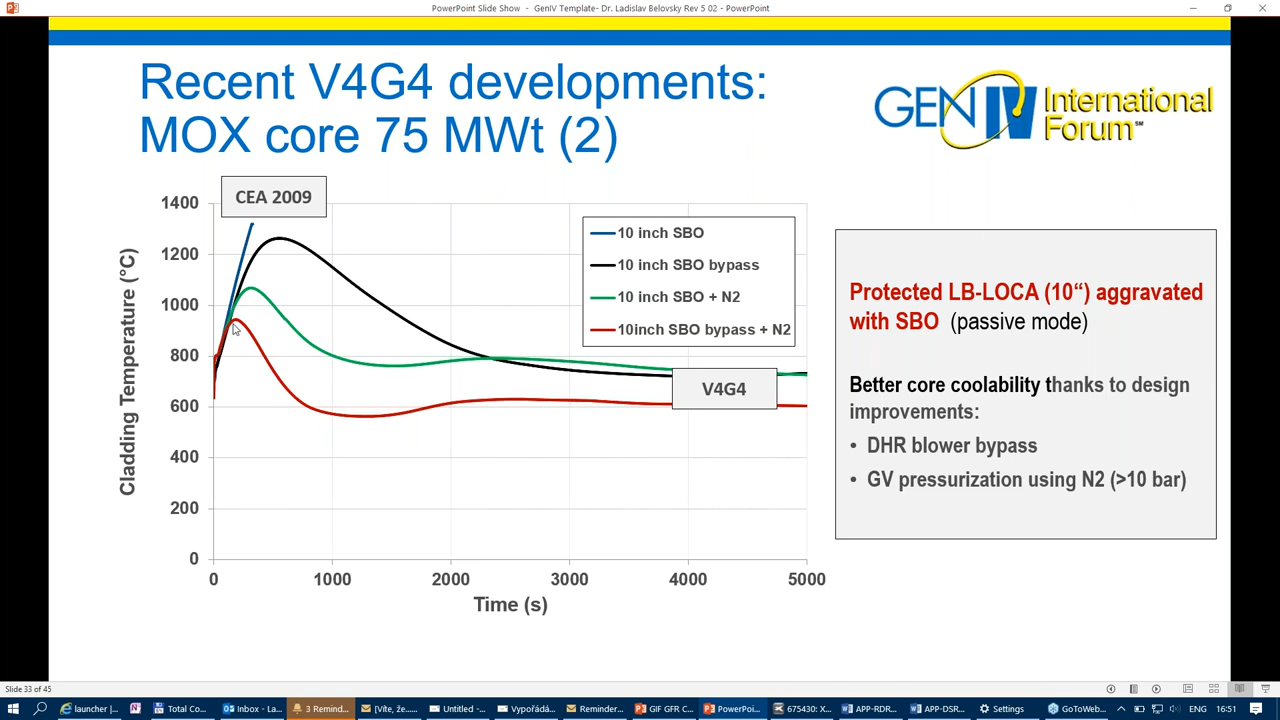 PowerPoint Slide Show - GenIV Template- Dr. Ladislav Belovsky Rev 5 02 - PowerPoint
Recent V4G4 developments:
MOX core 75 MWt (2)
GEN IV International
Forum℠
CEA 2009
1400
1200
1000
800
600
400
200
0
Cladding Temperature (°C)
0 1000 2000 3000 4000 5000
Time (s)
10 inch SBO
10 inch SBO bypass
10 inch SBO + N2
10inch SBO bypass + N2
V4G4
Protected LB-LOCA (10“) aggravated
with SBO (passive mode)
Better core coolability thanks to design
improvements:
• DHR blower bypass
• GV pressurization using N2 (>10 bar)
Slide 33 of 45
launcher | Total Co... Inbox - La... 3 Remind... [Víte, že.... Untitled -... Vypořádá... Reminder... GIF GFR C... PowerPoi... 675430: X... APP-RDR... APP-DSR... Settings GoToWeb... ENG 16:51